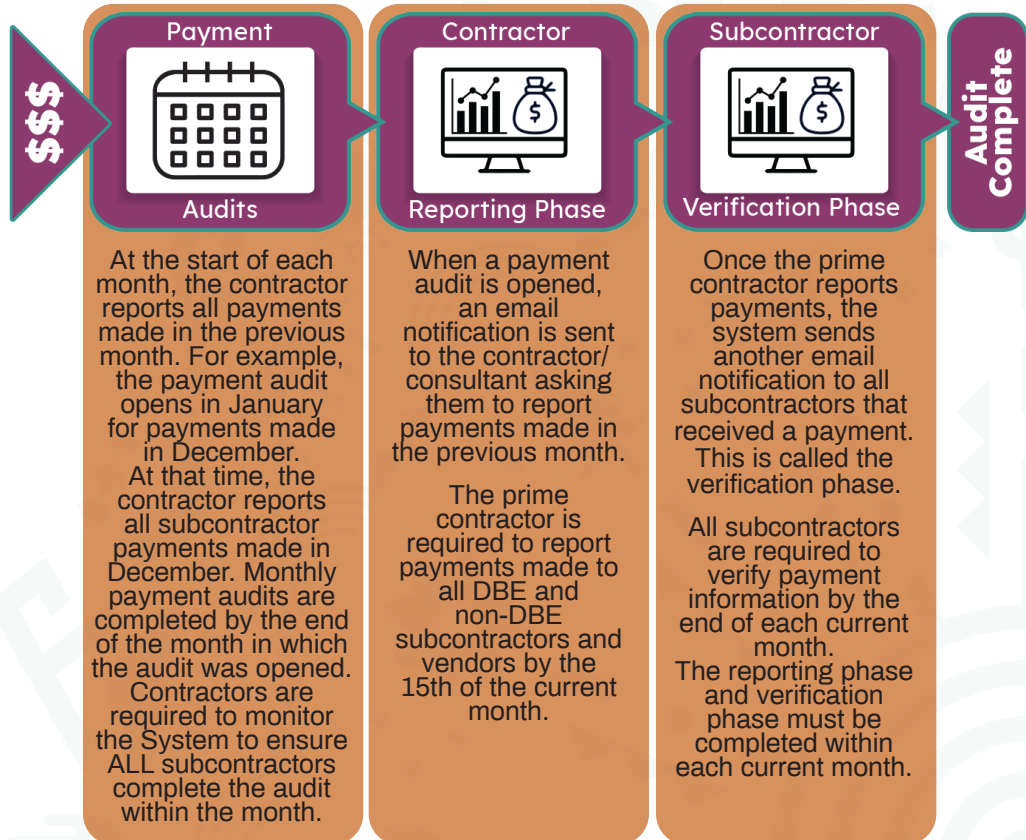 $$$
Payment
Audits
At the start of each
month, the contractor
reports all payments
made in the previous
month. For example,
the payment audit
opens in January
for payments made
in December.
At that time, the
contractor reports
all subcontractor
payments made in
December. Monthly
payment audits are
completed by the end
of the month in which
the audit was opened.
Contractors are
required to monitor
the System to ensure
ALL subcontractors
complete the audit
within the month.
Contractor
$
Reporting Phase
When a payment
audit is opened,
an email
notification is sent
to the contractor/
consultant asking
them to report
payments made in
the previous month.
The prime
contractor is
required to report
payments made to
all DBE and
non-DBE
subcontractors and
vendors by the
15th of the current
month.
Subcontractor
$
Verification Phase
Once the prime
contractor reports
payments, the
system sends
another email
notification to all
subcontractors that
received a payment.
This is called the
verification phase.
All subcontractors
are required to
verify payment
information by the
end of each current
month.
The reporting phase
and verification
phase must be
completed within
each current month.
Audit
Complete